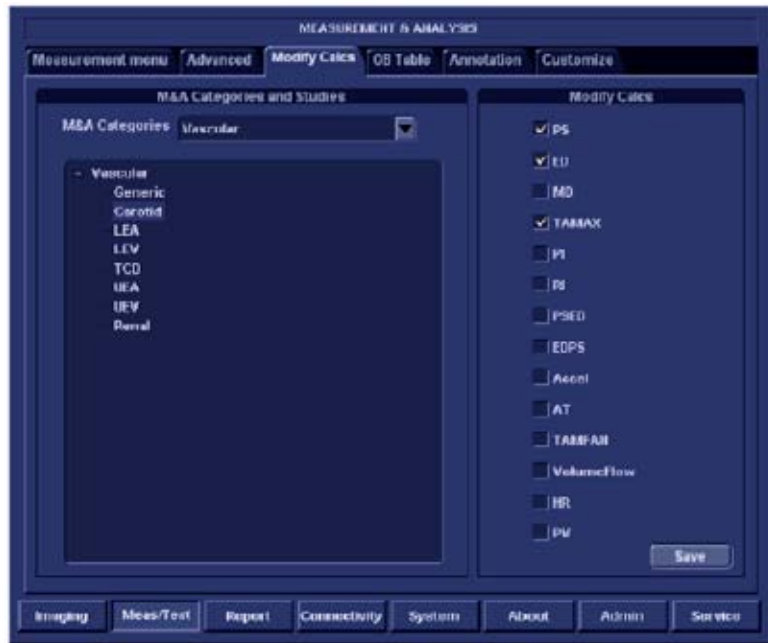 MEASUREMENT & ANALYSIS
Measurement menu Advanced Modify Calcs OB Table Annotation Customize
M&A Categories and Studies
M&A Categories Vascular
- Vascular
Generic
Carotid
LEA
LEV
TCD
UEA
UEV
Renal
Modify Calcs
PS
ED
MD
TAMAX
PI
RI
PSED
EDPS
Accel
AT
TAMEAN
VolumeFlow
HR
PV
Save
Imaging Meas/Text Report Connectivity System About Admin Service